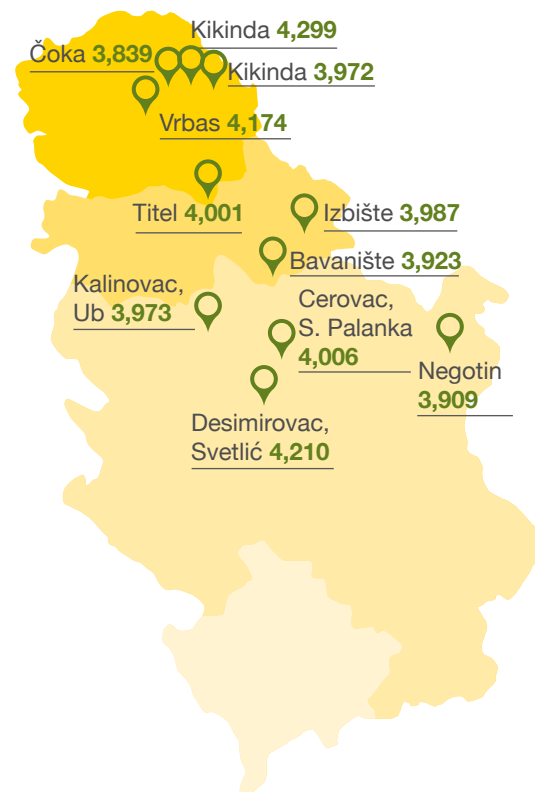 Kikinda 4,299
Čoka 3,839
Kikinda 3,972
Vrbas 4,174
Titel 4,001
Izbište 3,987
Bavanište 3,923
Kalinovac,
Ub 3,973
Cerovac,
S. Palanka
4,006
Negotin
3,909
Desimirovac,
Svetlić 4,210